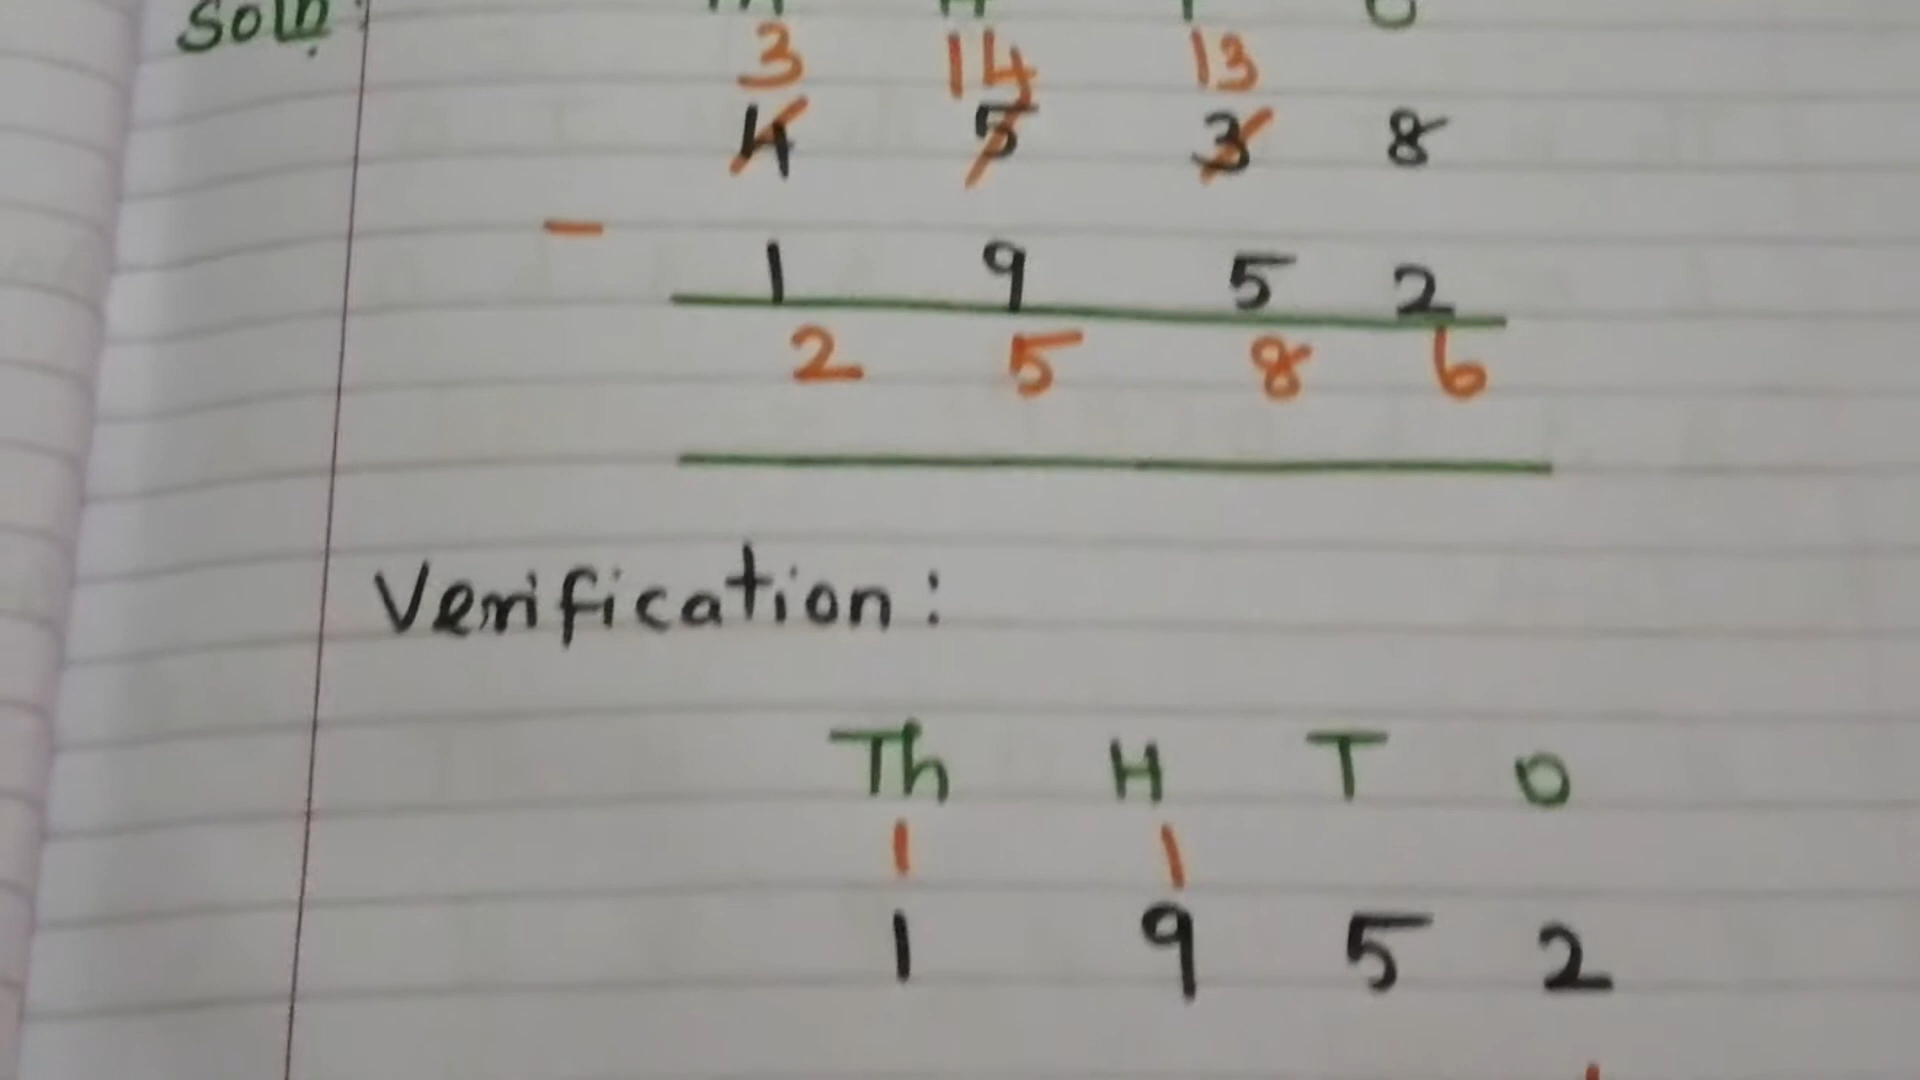 Soln:
Th H T O
3 14 13
4 5 3 8
- 1 9 5 2
2 5 8 6
Verification:
Th H T O
1 1
1 9 5 2